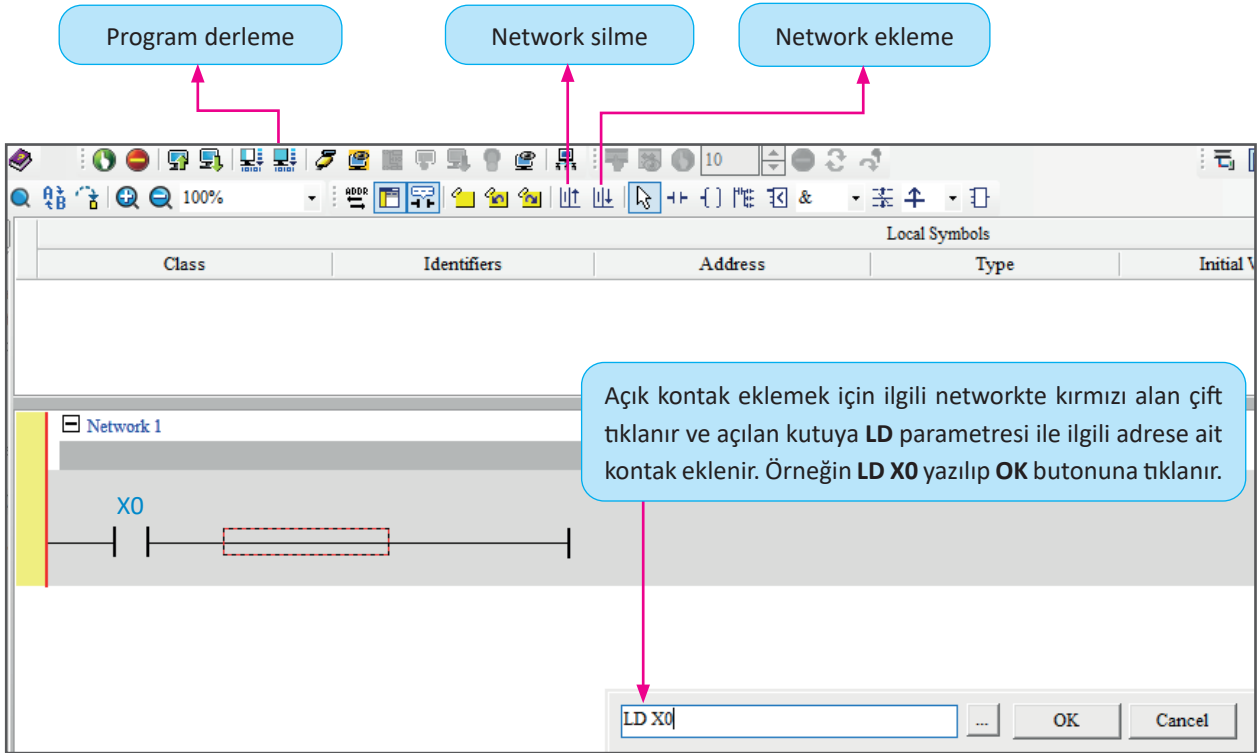 Program derleme
Network silme
Network ekleme
10
100%
ADDR
&
Local Symbols
Class
Identifiers
Address
Type
Initial
Açık kontak eklemek için ilgili networkte kırmızı alan çift
tıklanır ve açılan kutuya LD parametresi ile ilgili adrese ait
kontak eklenir. Örneğin LD X0 yazılıp OK butonuna tıklanır.
Network 1
X0
LD X0
...
OK
Cancel